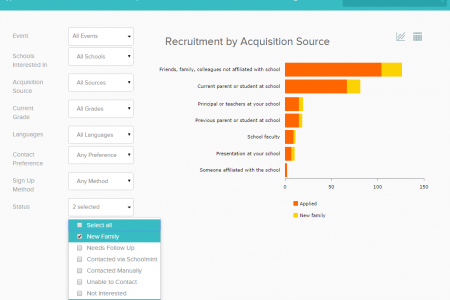 Event
All Events
Schools
Interested In
All Schools
Acquisition
Source
All Sources
Current
Grade
All Grades
Languages
All Languages
Contact
Preference
Any Preference
Sign Up
Method
Any Method
Status
2 selected
Select all
New Family
Needs Follow Up
Contacted via Schoolmint
Contacted Manually
Unable to Contact
Not Interested
Recruitment by Acquisition Source
Friends, family, colleagues not affiliated with school
Current parent or student at school
Principal or teachers at your school
Previous parent or student at school
School faculty
Presentation at your school
Someone affiliated with the school
0 50 100 150
Applied
New family